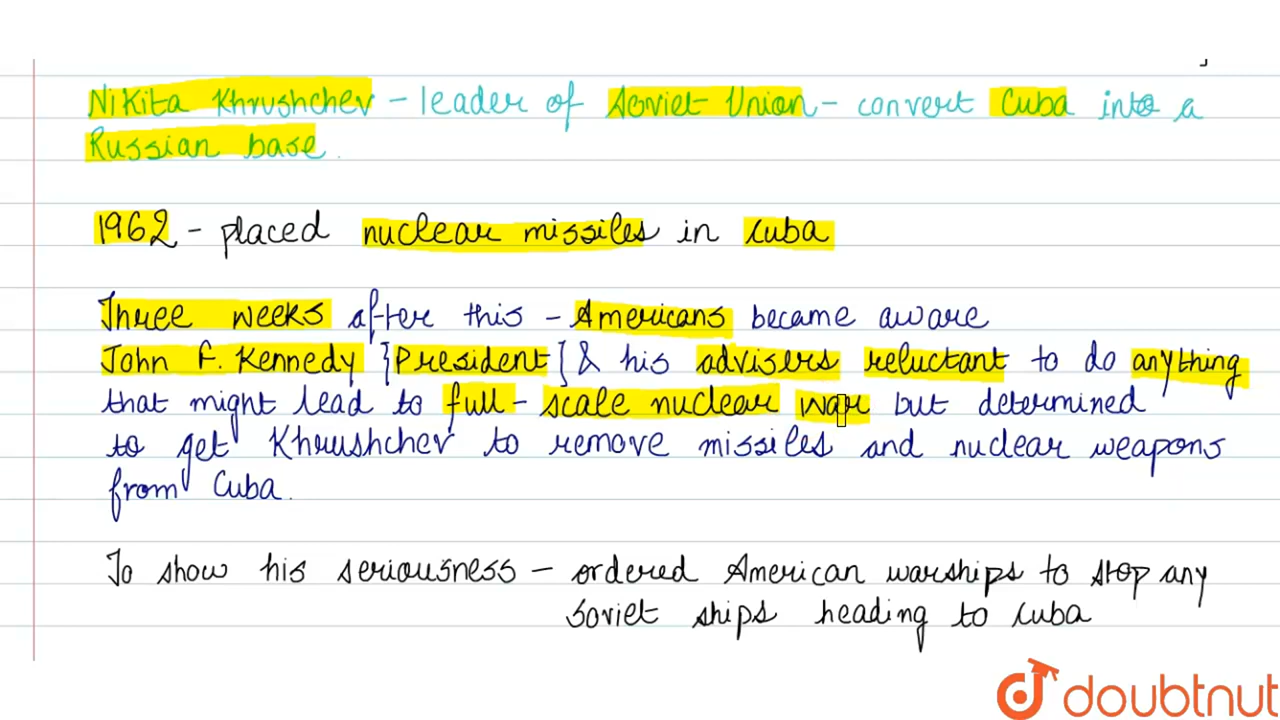 Nikita Khrushchev - leader of Soviet Union - convert Cuba into a
Russian base.
1962 - placed nuclear missiles in Cuba
Three weeks after this - Americans became aware
John F. Kennedy {President} & his advisers reluctant to do anything
that might lead to full-scale nuclear war but determined
to get Khrushchev to remove missiles and nuclear weapons
from Cuba.
To show his seriousness - ordered American warships to stop any
Soviet ships heading to Cuba
doubtnut